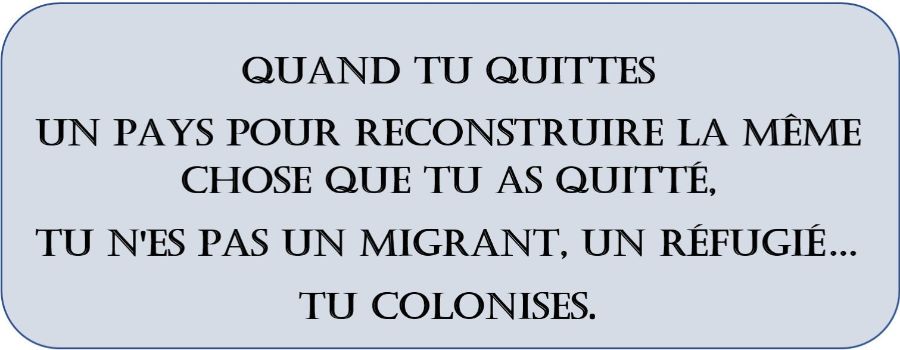 QUAND TU QUITTES
UN PAYS POUR RECONSTRUIRE LA MÊME
CHOSE QUE TU AS QUITTÉ,
TU N'ES PAS UN MIGRANT, UN RÉFUGIÉ...
TU COLONISES.